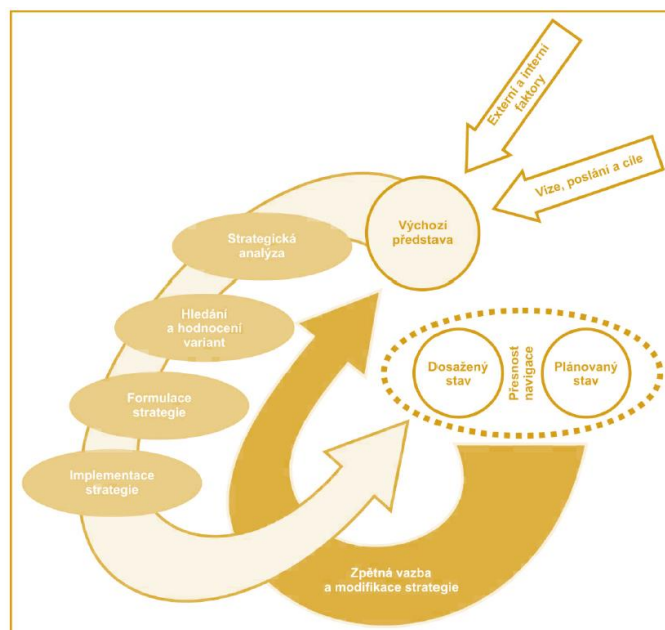 Externí a interní
faktory
Vize, poslání a cíle
Výchozí
představa
Strategická
analýza
Hledání
a hodnocení
variant
Formulace
strategie
Implementace
strategie
Dosažený
stav
Přesnost
navigace
Plánovaný
stav
Zpětná vazba
a modifikace strategie